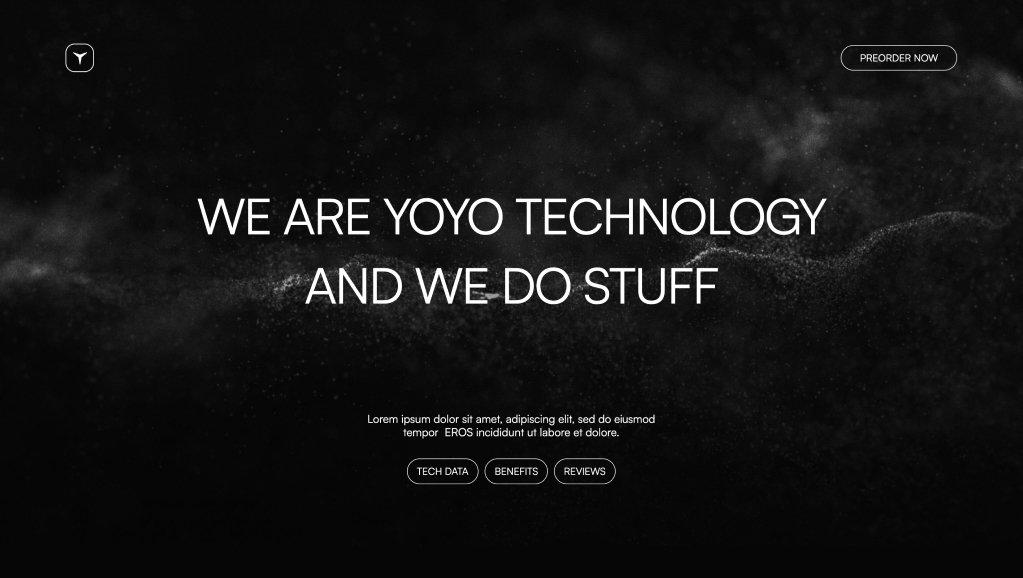 PREORDER NOW
WE ARE YOYO TECHNOLOGY
AND WE DO STUFF
Lorem ipsum dolor sit amet, adipiscing elit, sed do eiusmod
tempor  EROS incididunt ut labore et dolore.
TECH DATA
BENEFITS
REVIEWS